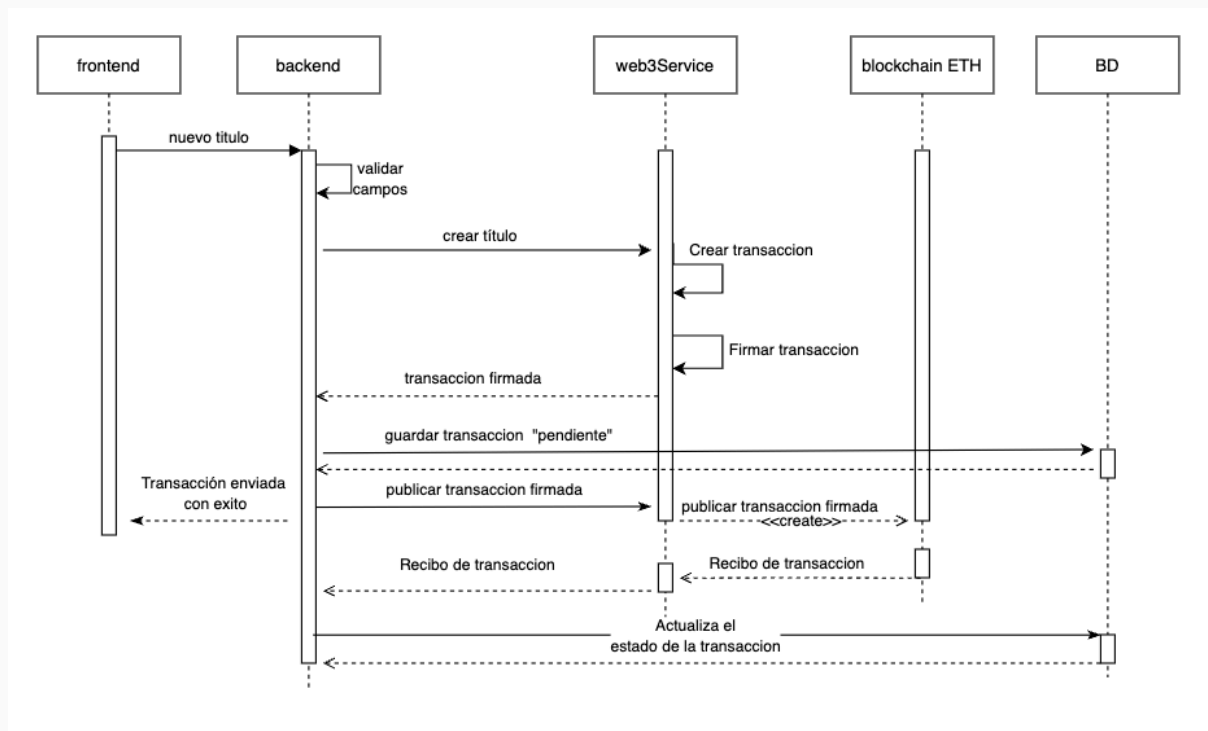 frontend
backend
web3Service
blockchain ETH
BD
nuevo titulo
validar
campos
crear título
Crear transaccion
Firmar transaccion
transaccion firmada
guardar transaccion "pendiente"
Transacción enviada
con exito
publicar transaccion firmada
publicar transaccion firmada
<<create>>
Recibo de transaccion
Recibo de transaccion
Actualiza el
estado de la transaccion